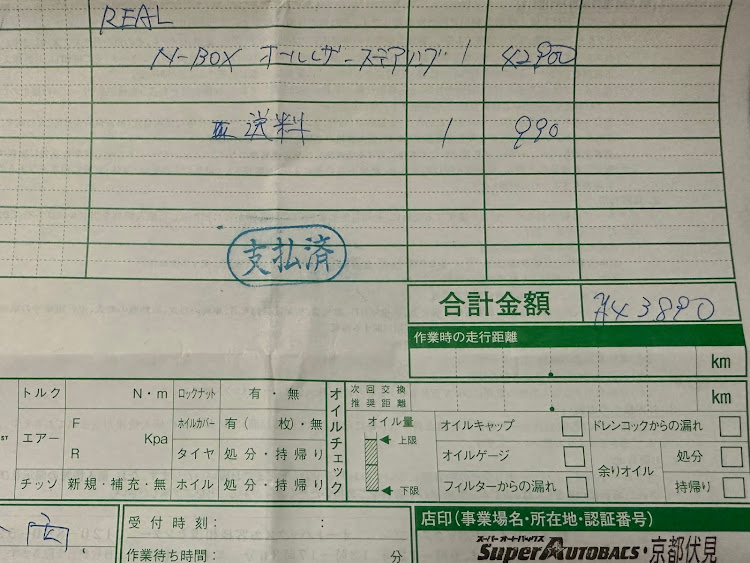 REAL
N-BOX オールレザーステアリング 1 42900
送料 1 990
支払済
合計金額 ¥43890
作業時の走行距離
km
トルク N・m ロックナット 有・無 オイルチェック 次回交換推奨距離 km
エアー F Kpa R ホイルカバー 有( 枚)・無 オイル量 上限 オイルキャップ ドレンコックからの漏れ
タイヤ 処分・持帰り オイルゲージ 余りオイル 処分
チッソ 新規・補充・無 ホイル 処分・持帰り 下限 フィルターからの漏れ 持帰り
受付時刻: :
店印(事業場名・所在地・認証番号)
作業待ち時間: 分
スーパーオートバックス
Super AUTOBACS・京都伏見